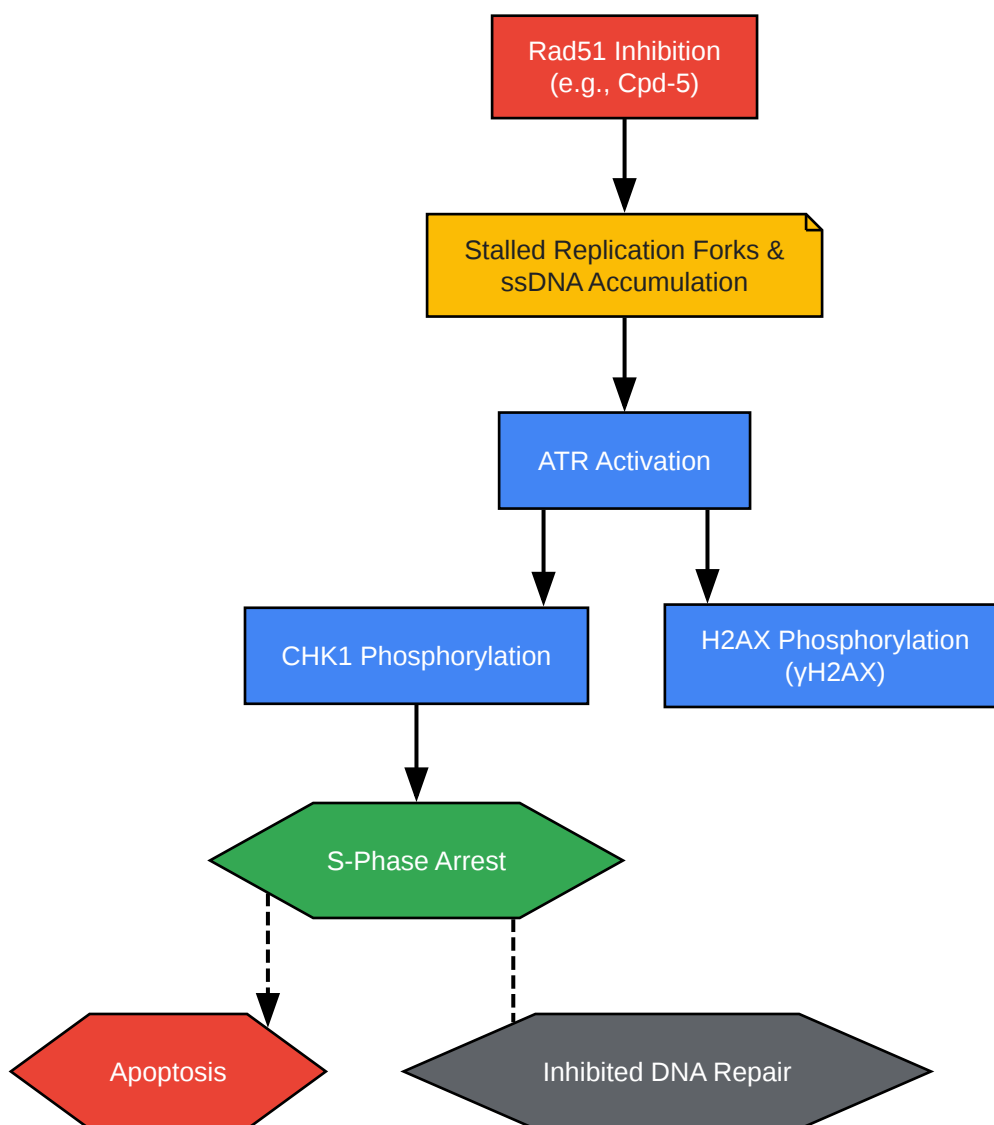 Rad51 Inhibition
(e.g., Cpd-5)
Stalled Replication Forks &
ssDNA Accumulation
ATR Activation
CHK1 Phosphorylation
H2AX Phosphorylation
(γH2AX)
S-Phase Arrest
Apoptosis
Inhibited DNA Repair